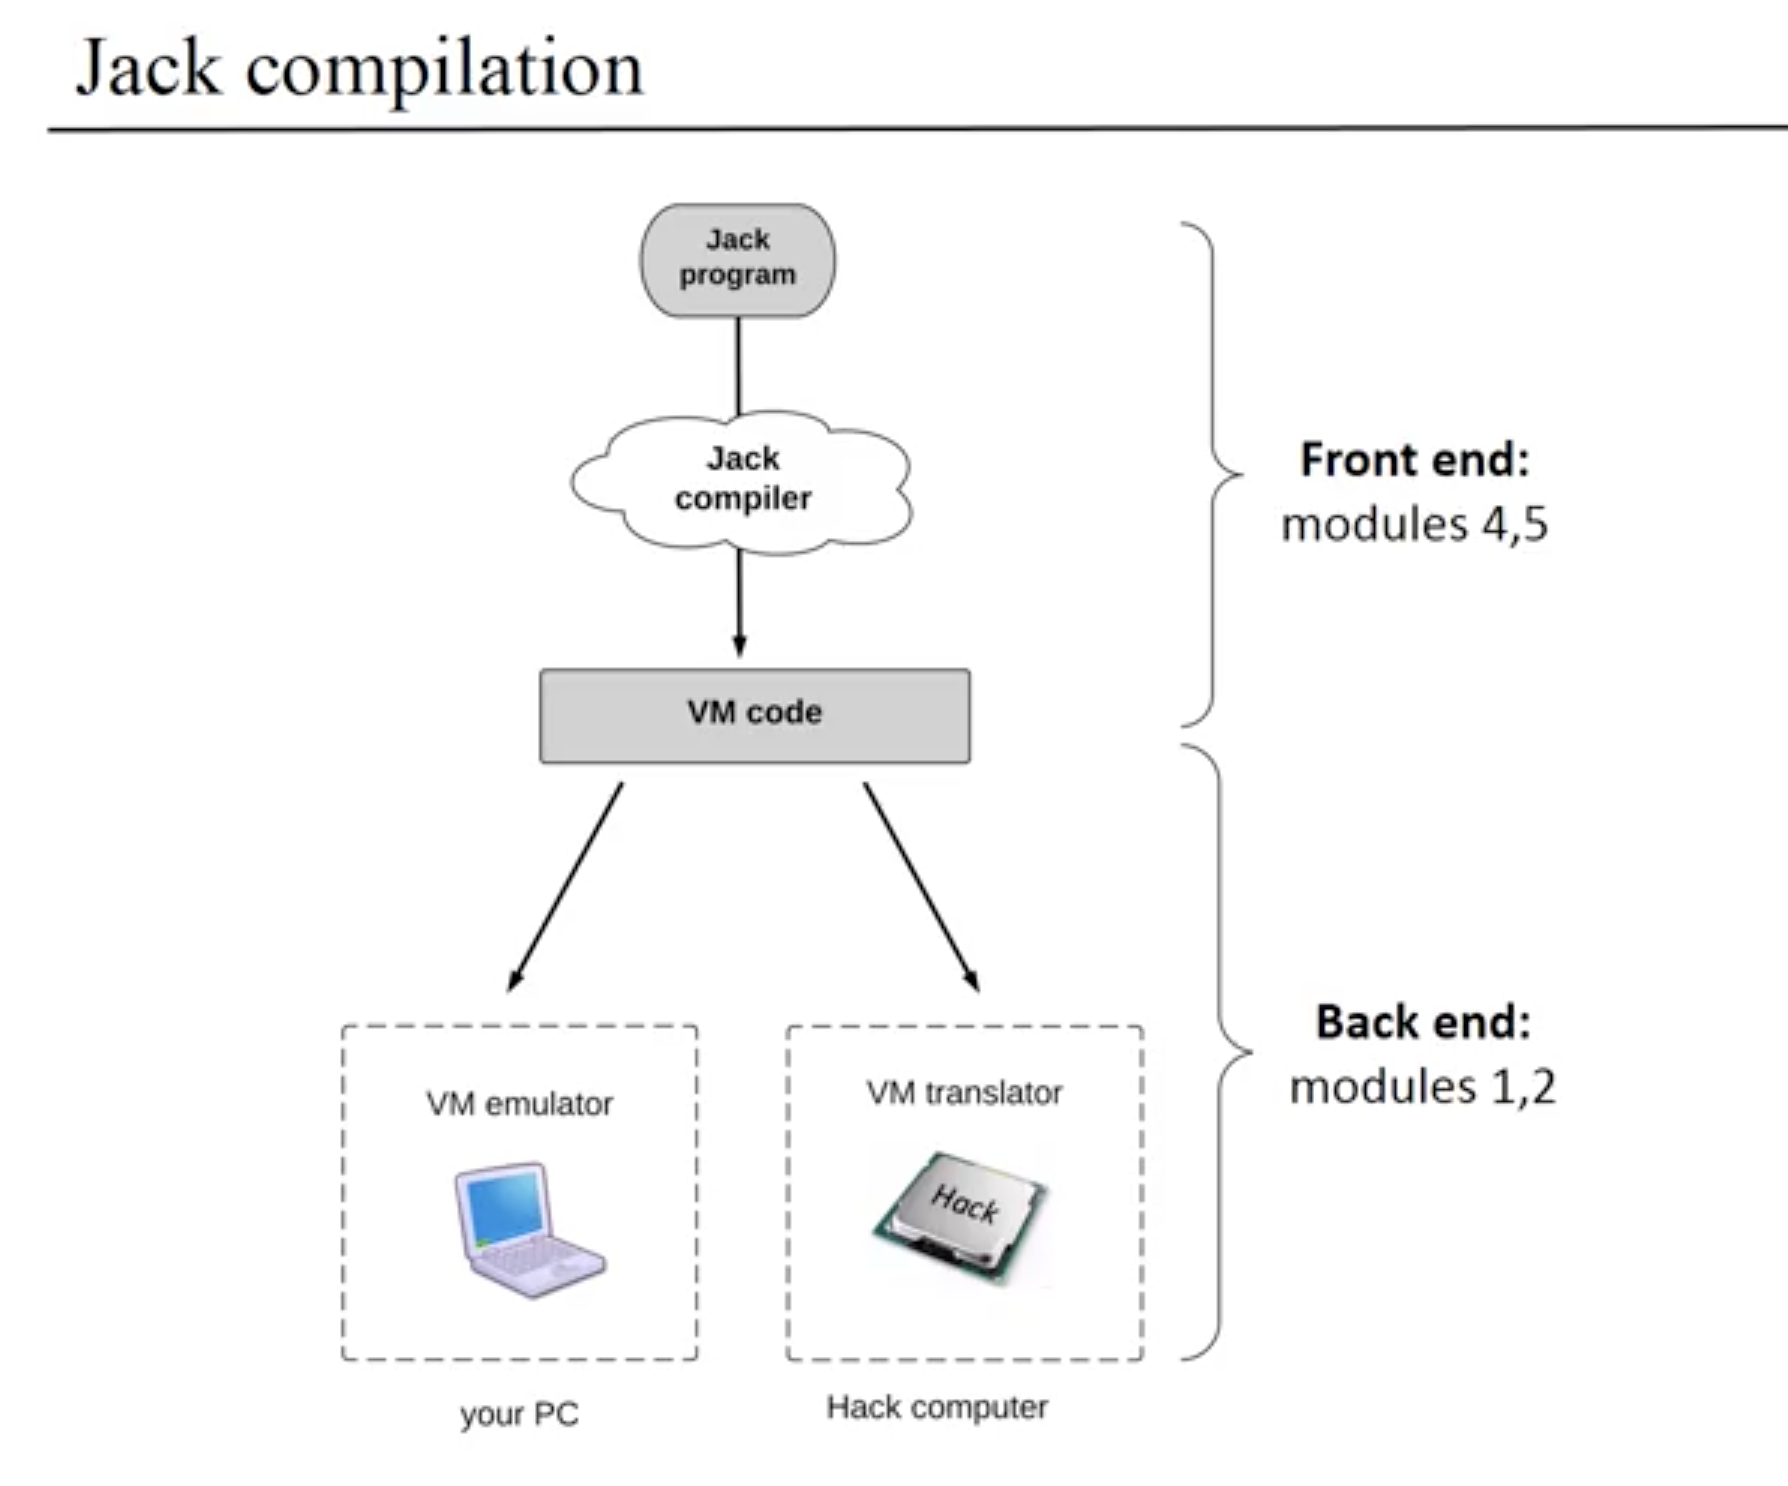 Jack compilation
Jack
program
Jack
compiler
Front end:
modules 4,5
VM code
Back end:
modules 1,2
VM emulator
VM translator
Hack
your PC
Hack computer